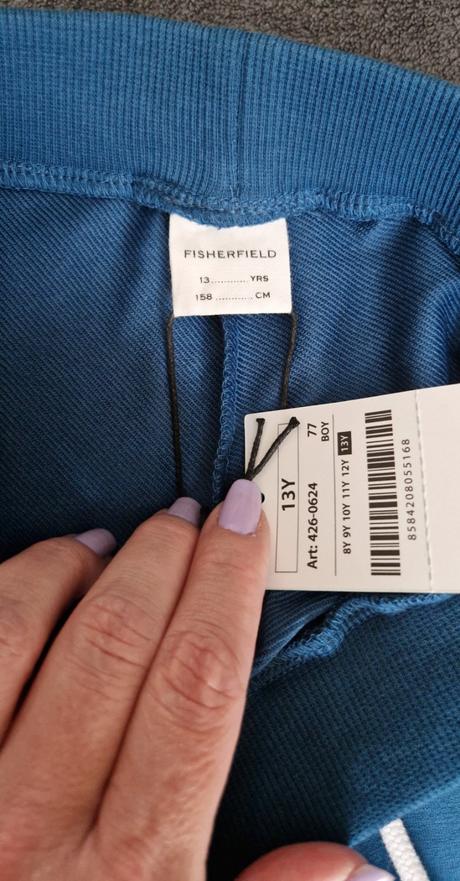 FISHERFIELD
13............ YRS
158 ............ CM
13Y
Art: 426-0624
77
BOY
8Y 9Y 10Y 11Y 12Y 13Y
8584208055168